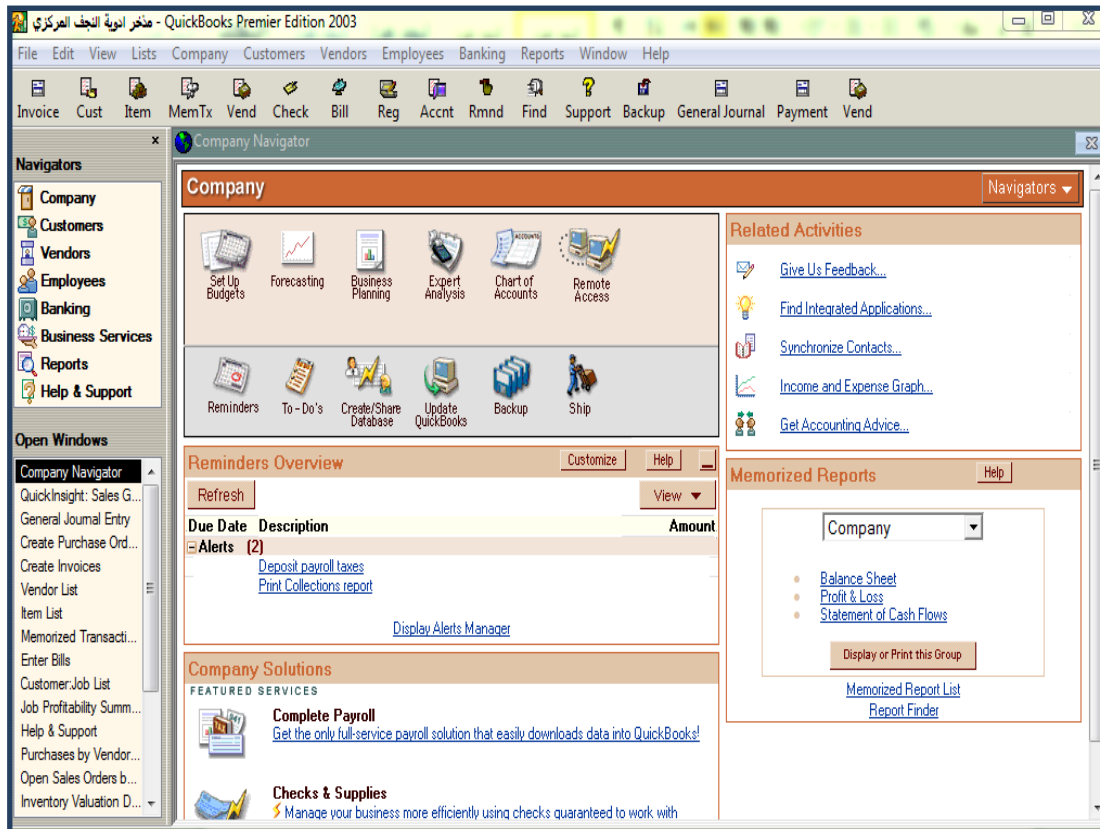 مذخر ادوية النجف المركزي - QuickBooks Premier Edition 2003
File Edit View Lists Company Customers Vendors Employees Banking Reports Window Help
Invoice Cust Item MemTx Vend Check Bill Reg Accnt Rmnd Find Support Backup General Journal Payment Vend
Navigators
Company
Customers
Vendors
Employees
Banking
Business Services
Reports
Help & Support
Open Windows
Company Navigator
QuickInsight: Sales G...
General Journal Entry
Create Purchase Ord...
Create Invoices
Vendor List
Item List
Memorized Transacti...
Enter Bills
Customer:Job List
Job Profitability Summ...
Help & Support
Purchases by Vendor...
Open Sales Orders b...
Inventory Valuation D...
Company Navigator
Company
Navigators
Set Up
Budgets
Forecasting
Business
Planning
Expert
Analysis
ACCOUNTS
Chart of
Accounts
Remote
Access
Reminders
To-Do's
Create/Share
Database
Update
QuickBooks
Backup
Ship
Reminders Overview
Customize
Help
Refresh
View
Due Date Description Amount
Alerts (2)
Deposit payroll taxes
Print Collections report
Display Alerts Manager
Company Solutions
FEATURED SERVICES
Complete Payroll
Get the only full-service payroll solution that easily downloads data into QuickBooks!
Checks & Supplies
Manage your business more efficiently using checks guaranteed to work with
Related Activities
Give Us Feedback...
Find Integrated Applications...
Synchronize Contacts...
Income and Expense Graph...
Get Accounting Advice...
Memorized Reports
Help
Company
Balance Sheet
Profit & Loss
Statement of Cash Flows
Display or Print this Group
Memorized Report List
Report Finder